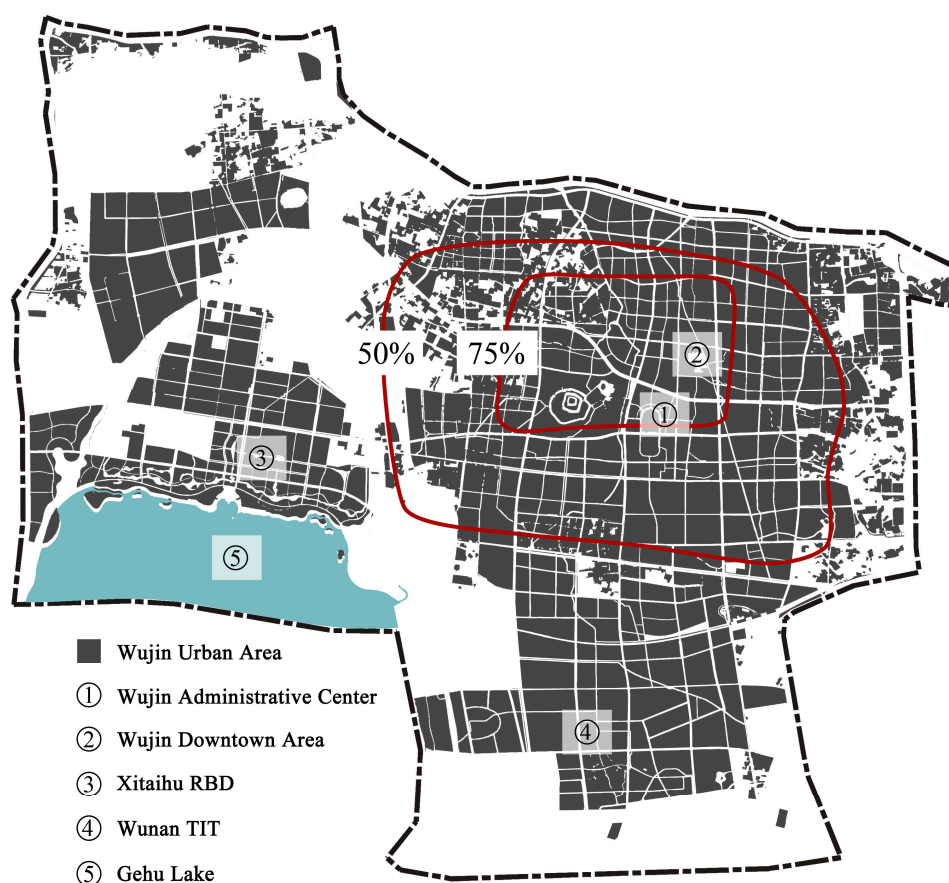 50%
75%
②
①
③
⑤
④
Wujin Urban Area
① Wujin Administrative Center
② Wujin Downtown Area
③ Xitaihu RBD
④ Wunan TIT
⑤ Gehu Lake